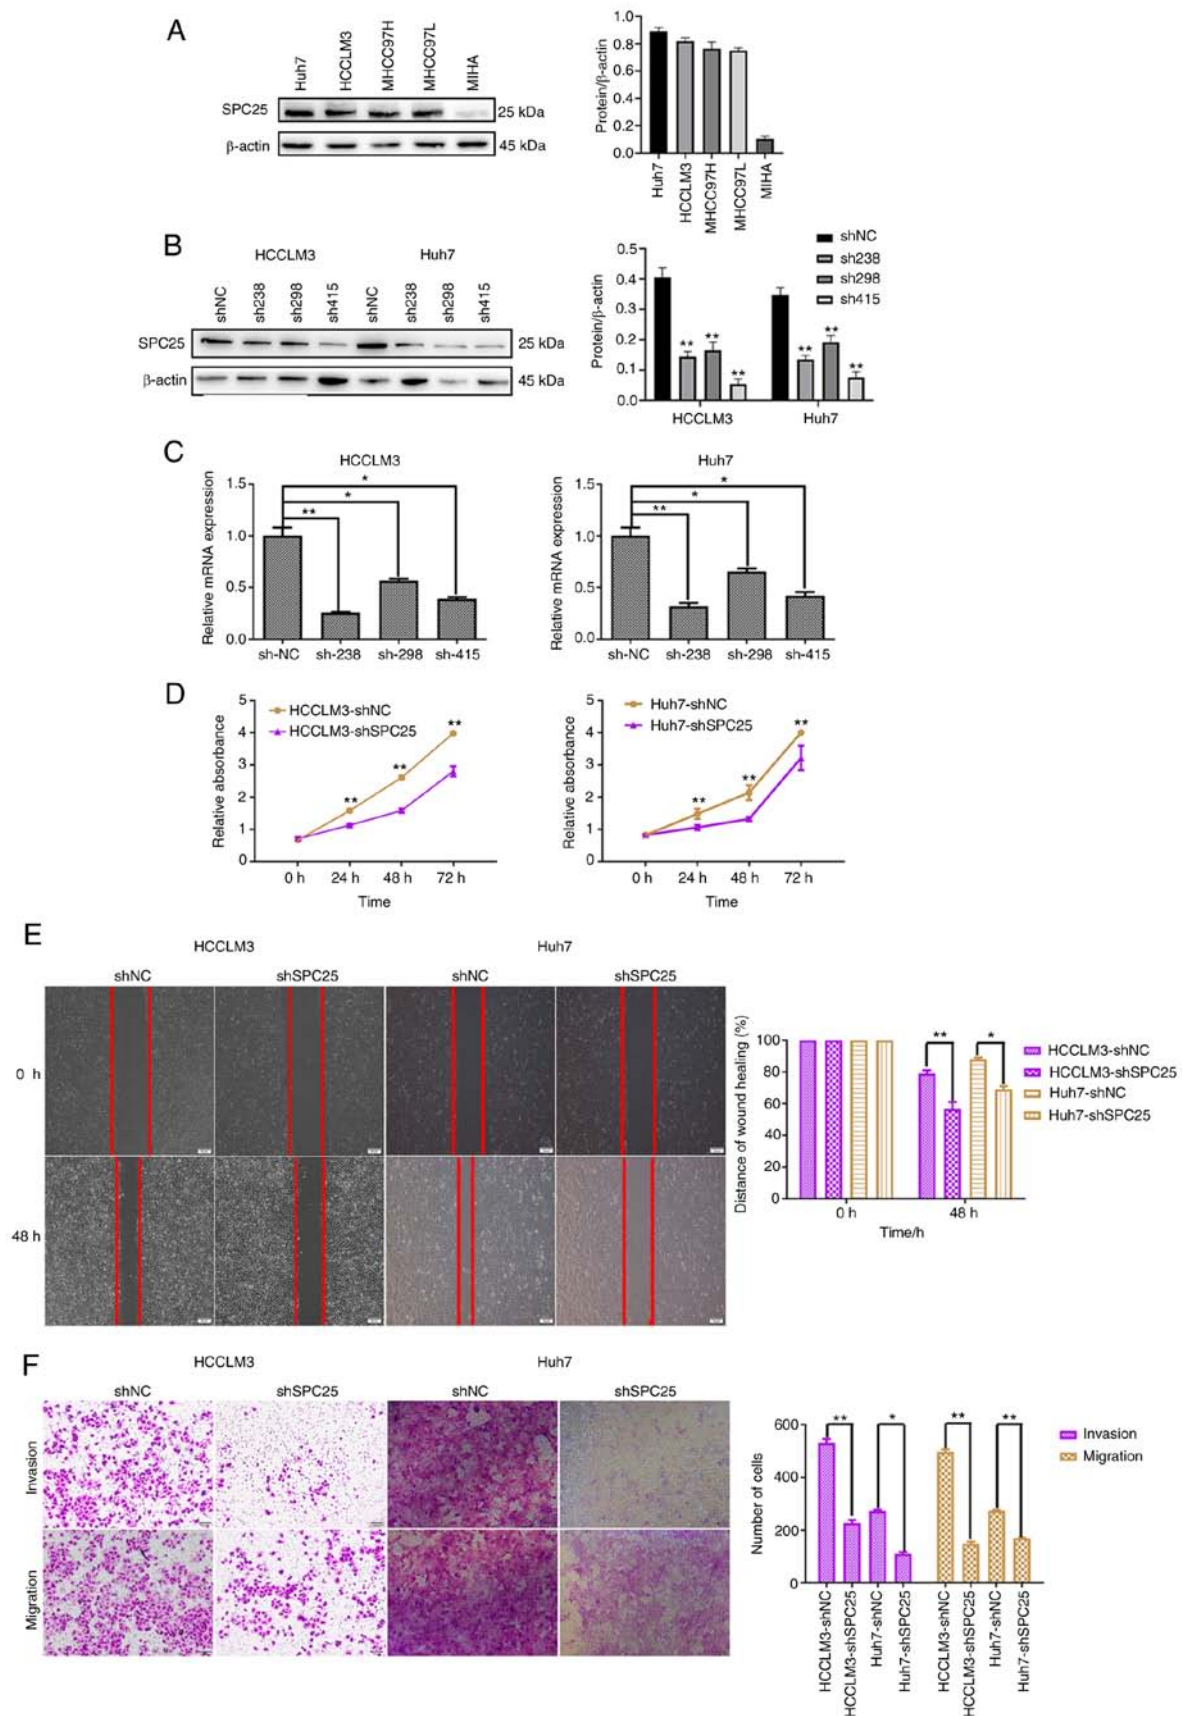 A
Huh7
HCCLM3
MHCC97H
MHCC97L
MIHA
SPC25
25 kDa
β-actin
45 kDa
Protein/β-actin
1.0
0.8
0.6
0.4
0.2
0.0
Huh7
HCCLM3
MHCC97H
MHCC97L
MIHA
B
HCCLM3
Huh7
shNC
sh238
sh298
sh415
shNC
sh238
sh298
sh415
SPC25
25 kDa
β-actin
45 kDa
Protein/β-actin
0.5
0.4
0.3
0.2
0.1
0.0
** ** **
** ** **
HCCLM3
Huh7
shNC
sh238
sh298
sh415
C
HCCLM3
Relative mRNA expression
1.5
1.0
0.5
0.0
*
*
**
sh-NC sh-238 sh-298 sh-415
Huh7
Relative mRNA expression
1.5
1.0
0.5
0.0
*
*
**
sh-NC sh-238 sh-298 sh-415
D
Relative absorbance
5
4
3
2
1
0
HCCLM3-shNC
HCCLM3-shSPC25
**
**
**
0 h 24 h 48 h 72 h
Time
Relative absorbance
5
4
3
2
1
0
Huh7-shNC
Huh7-shSPC25
**
**
**
0 h 24 h 48 h 72 h
Time
E
HCCLM3
Huh7
shNC
shSPC25
shNC
shSPC25
0 h
48 h
Distance of wound healing (%)
100
80
60
40
20
0
** *
0 h 48 h
Time/h
HCCLM3-shNC
HCCLM3-shSPC25
Huh7-shNC
Huh7-shSPC25
F
HCCLM3
Huh7
shNC
shSPC25
shNC
shSPC25
Invasion
Migration
Number of cells
600
400
200
0
** * ** **
HCCLM3-shNC
HCCLM3-shSPC25
Huh7-shNC
Huh7-shSPC25
HCCLM3-shNC
HCCLM3-shSPC25
Huh7-shNC
Huh7-shSPC25
Invasion
Migration